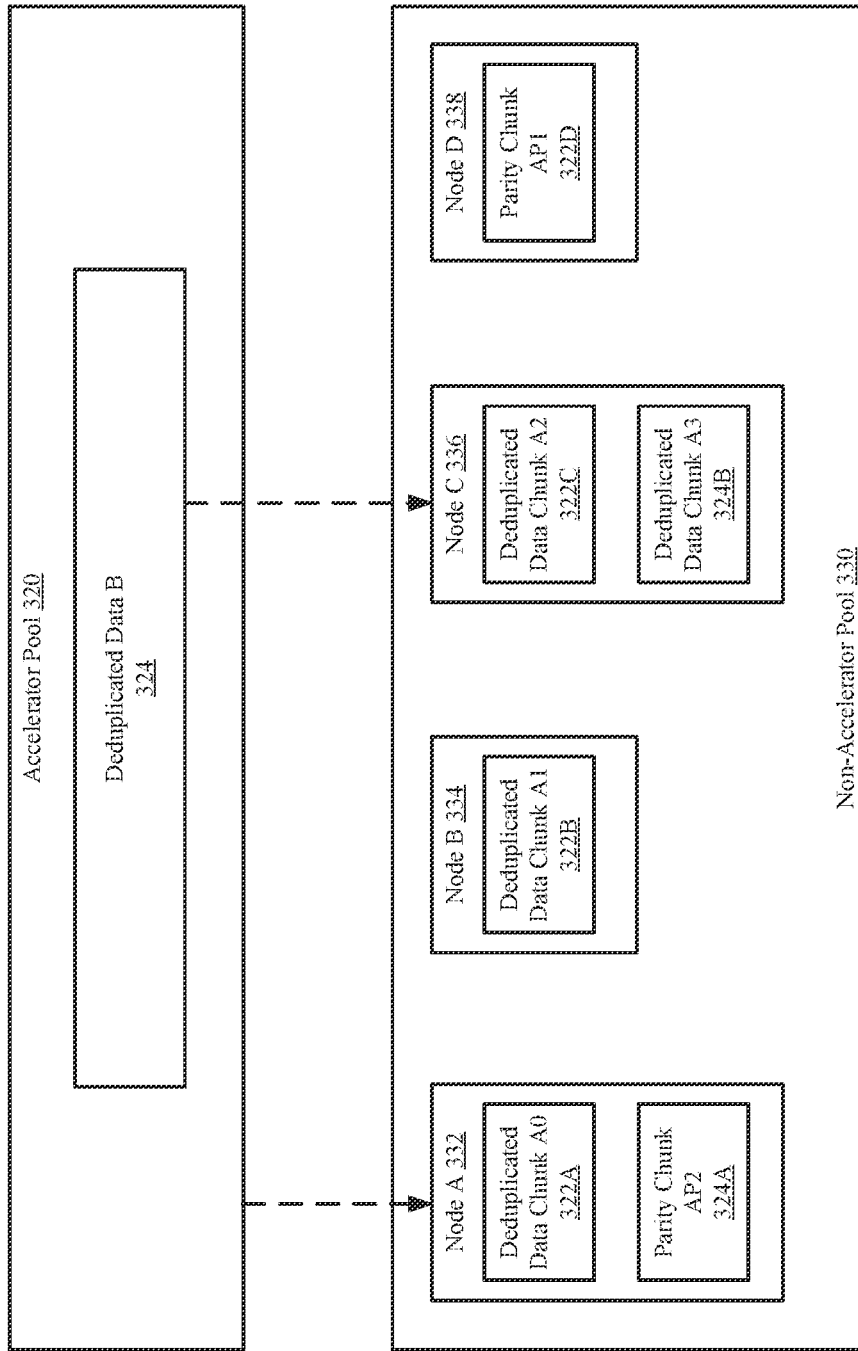 Accelerator Pool 320
Deduplicated Data B
324
Node A 332
Deduplicated
Data Chunk A0
322A
Parity Chunk
AP2
324A
Node B 334
Deduplicated
Data Chunk A1
322B
Node C 336
Deduplicated
Data Chunk A2
322C
Deduplicated
Data Chunk A3
324B
Node D 338
Parity Chunk
AP1
322D
Non-Accelerator Pool 330